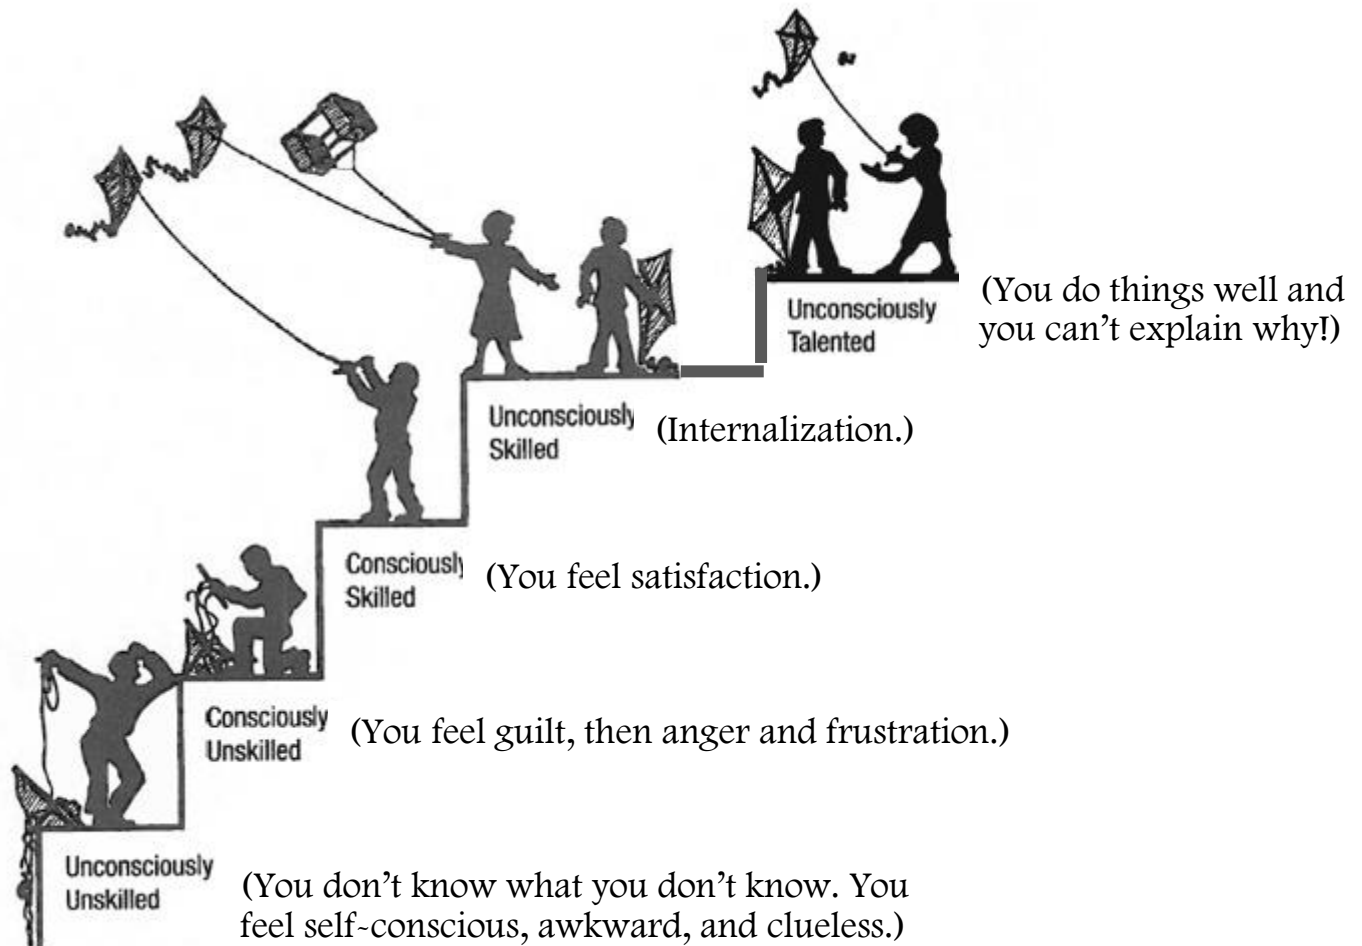 (You do things well and
you can’t explain why!)
Unconsciously
Talented
Unconsciously
Skilled
(Internalization.)
Consciously
Skilled
(You feel satisfaction.)
Consciously
Unskilled
(You feel guilt, then anger and frustration.)
Unconsciously
Unskilled
(You don’t know what you don’t know. You
feel self-conscious, awkward, and clueless.)